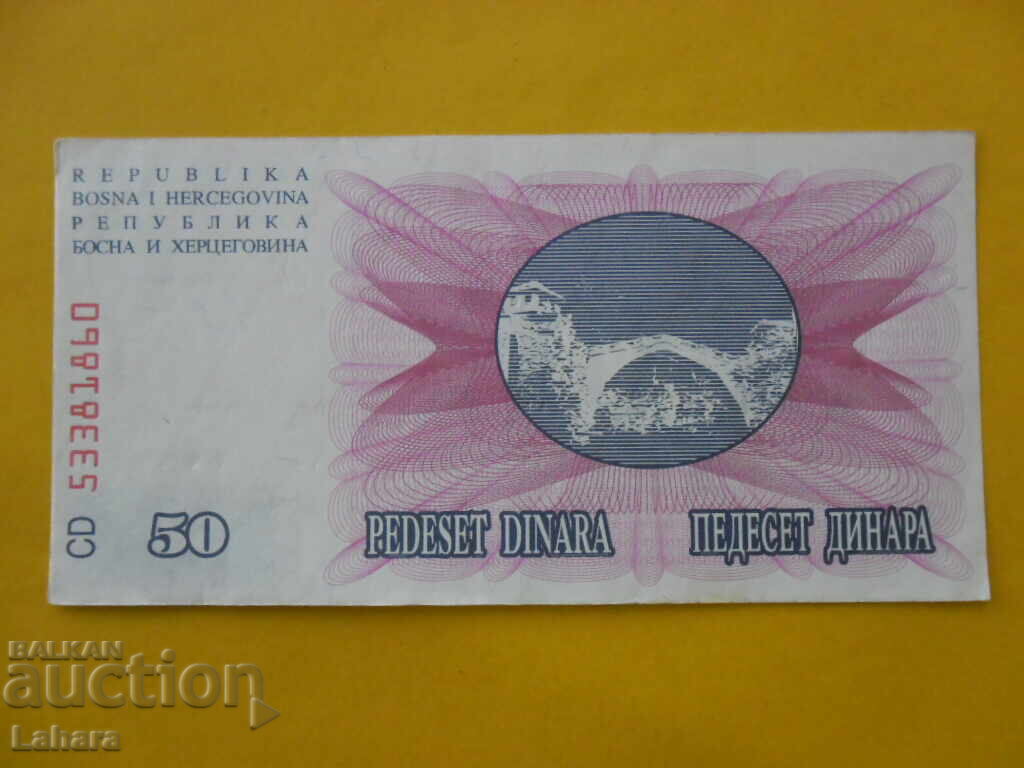 REPUBLIKA
BOSNA I HERCEGOVINA
РЕПУБЛИКА
БОСНА И ХЕРЦЕГОВИНА
CD 53381860
50
PEDESET DINARA ПЕДЕСЕТ ДИНАРА
BALKAN
auction
Lahara